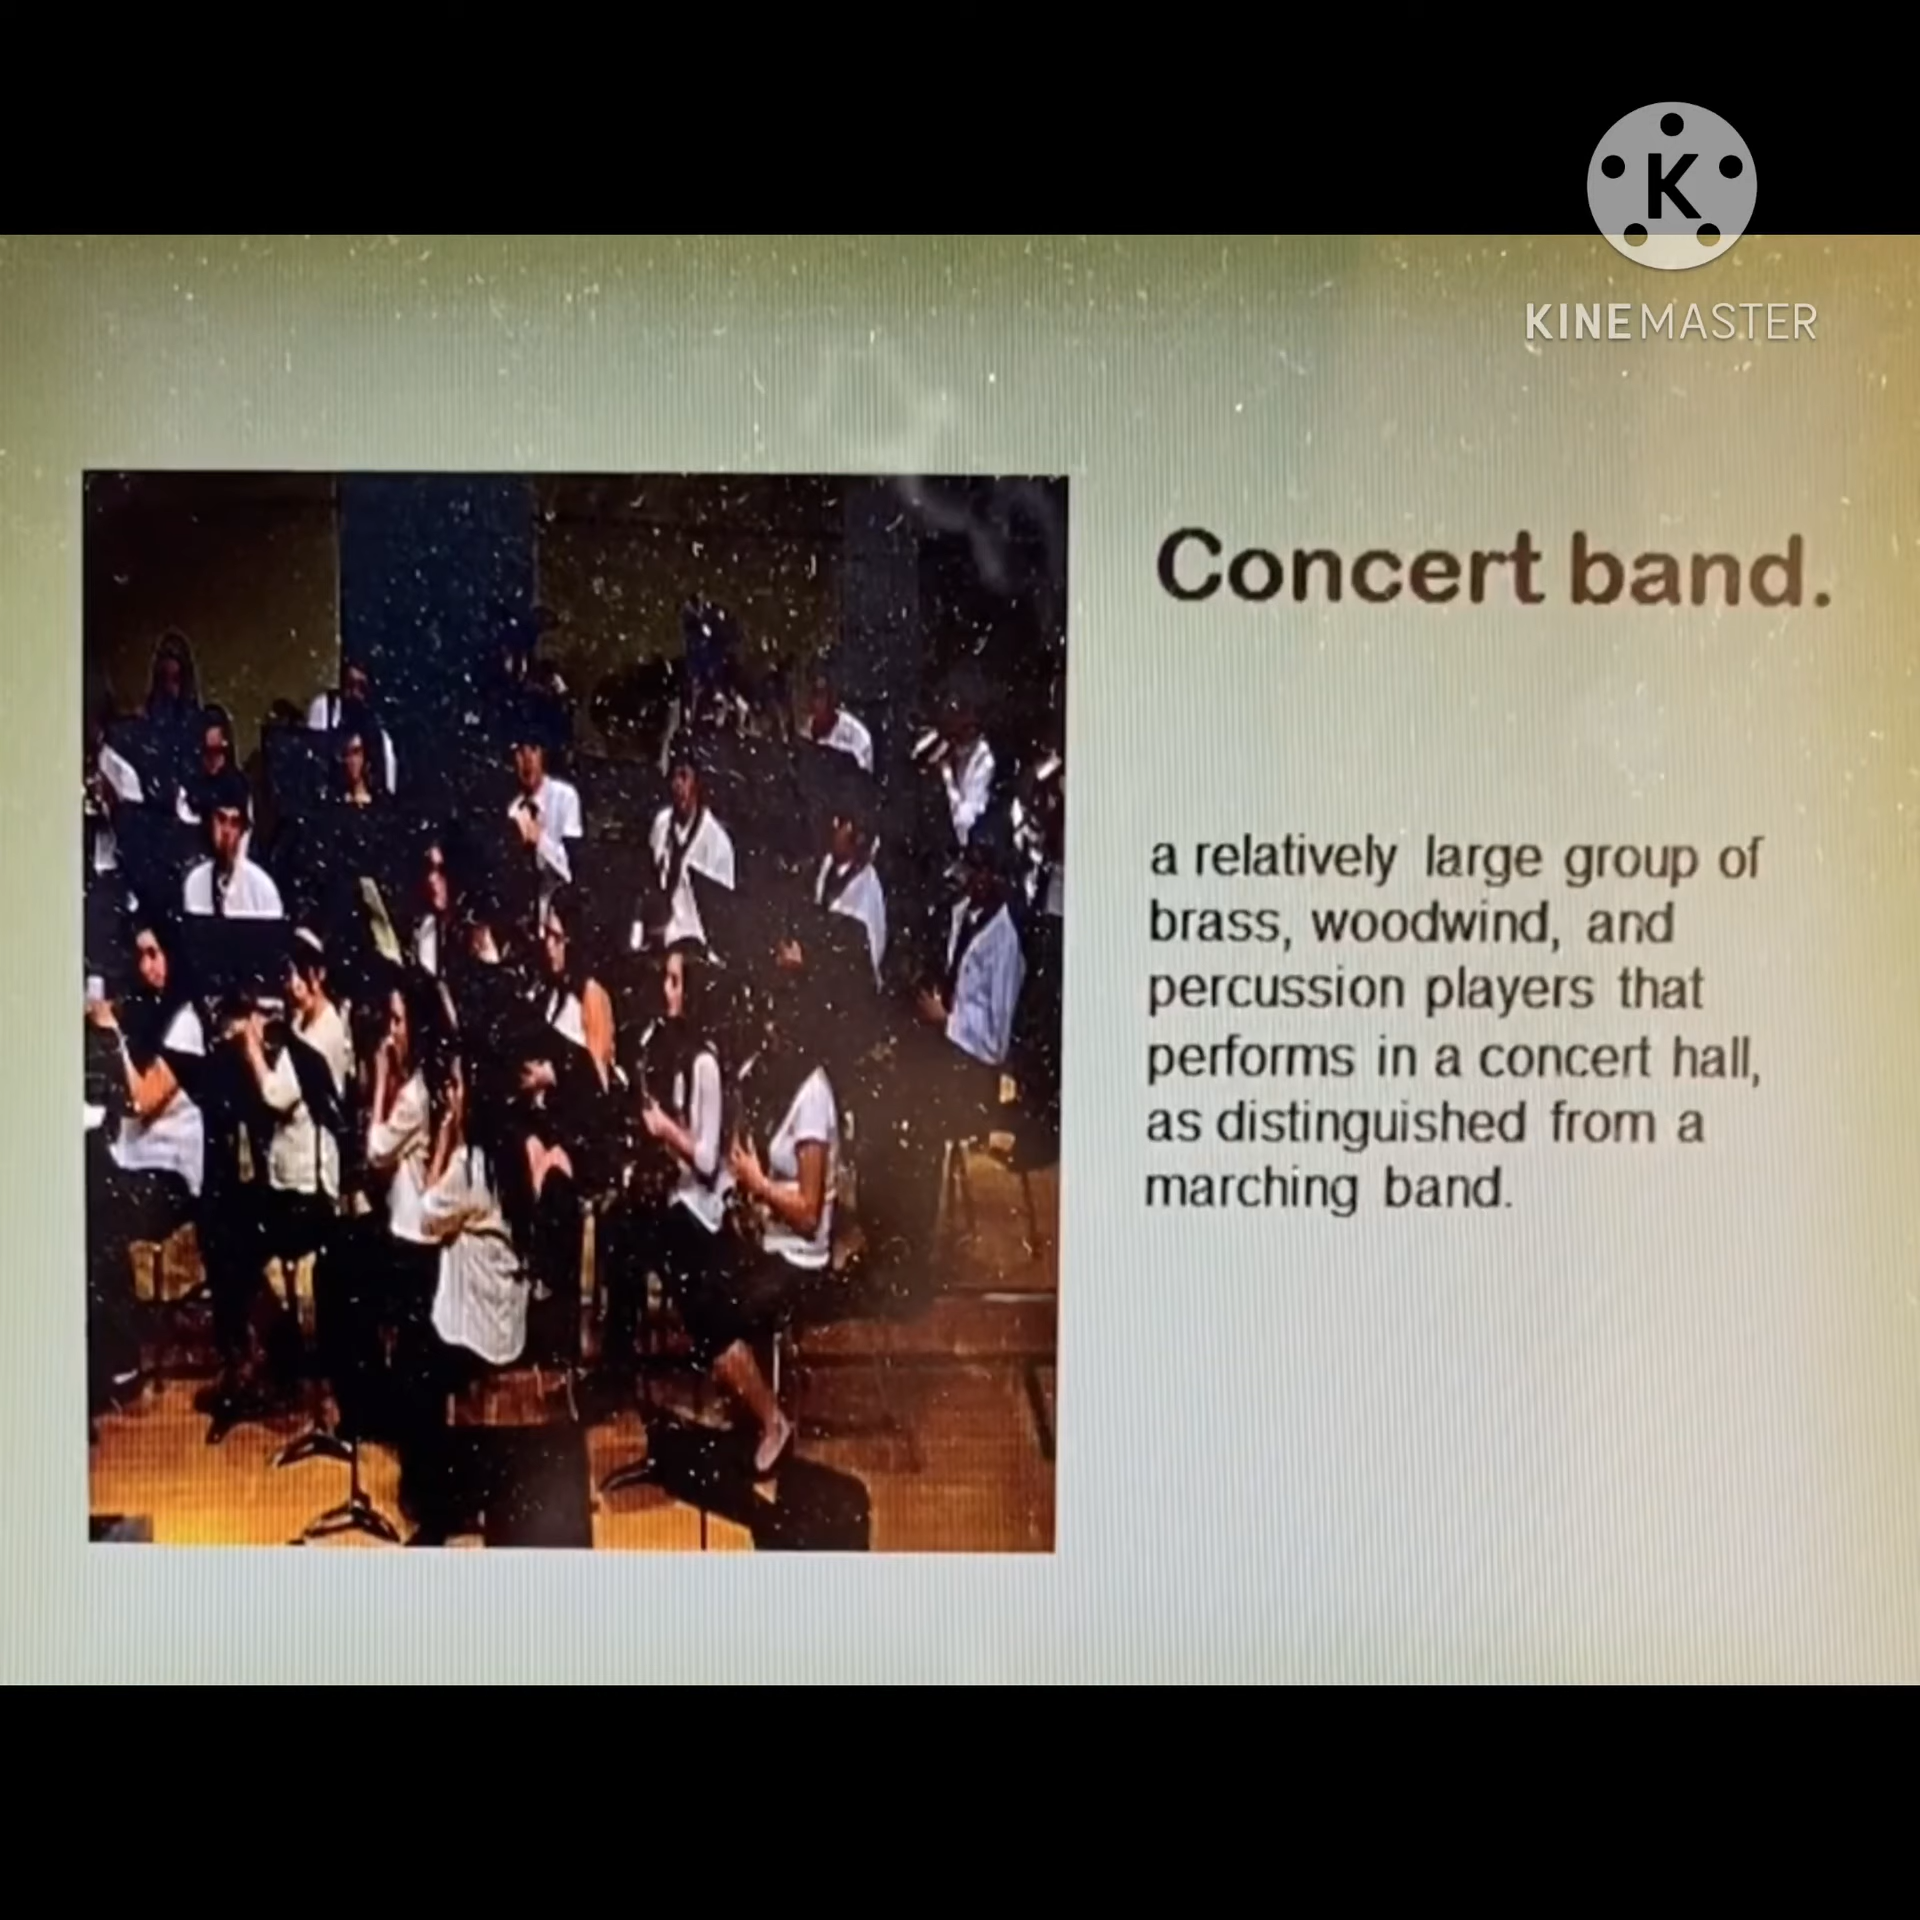 K
KINEMASTER
Concert band.
a relatively large group of
brass, woodwind, and
percussion players that
performs in a concert hall,
as distinguished from a
marching band.